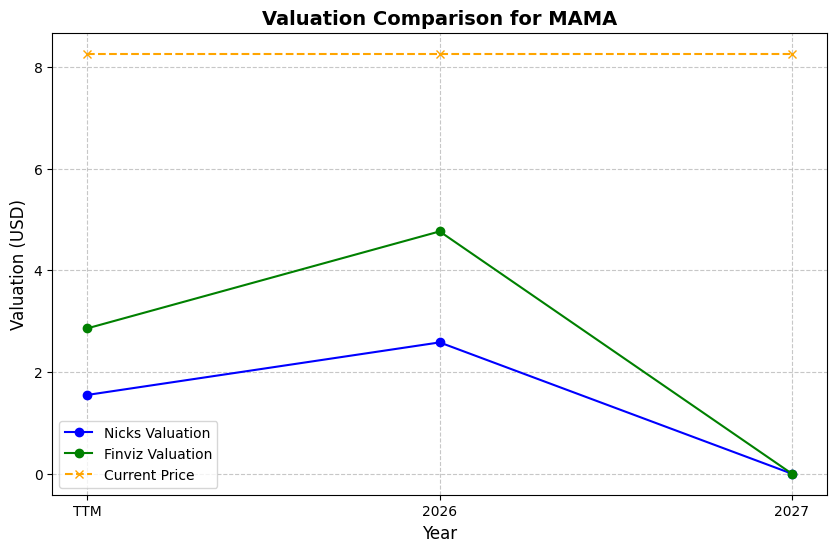 Valuation Comparison for MAMA
Valuation (USD)
8
6
4
2
0
Nicks Valuation
Finviz Valuation
Current Price
TTM
2026
2027
Year